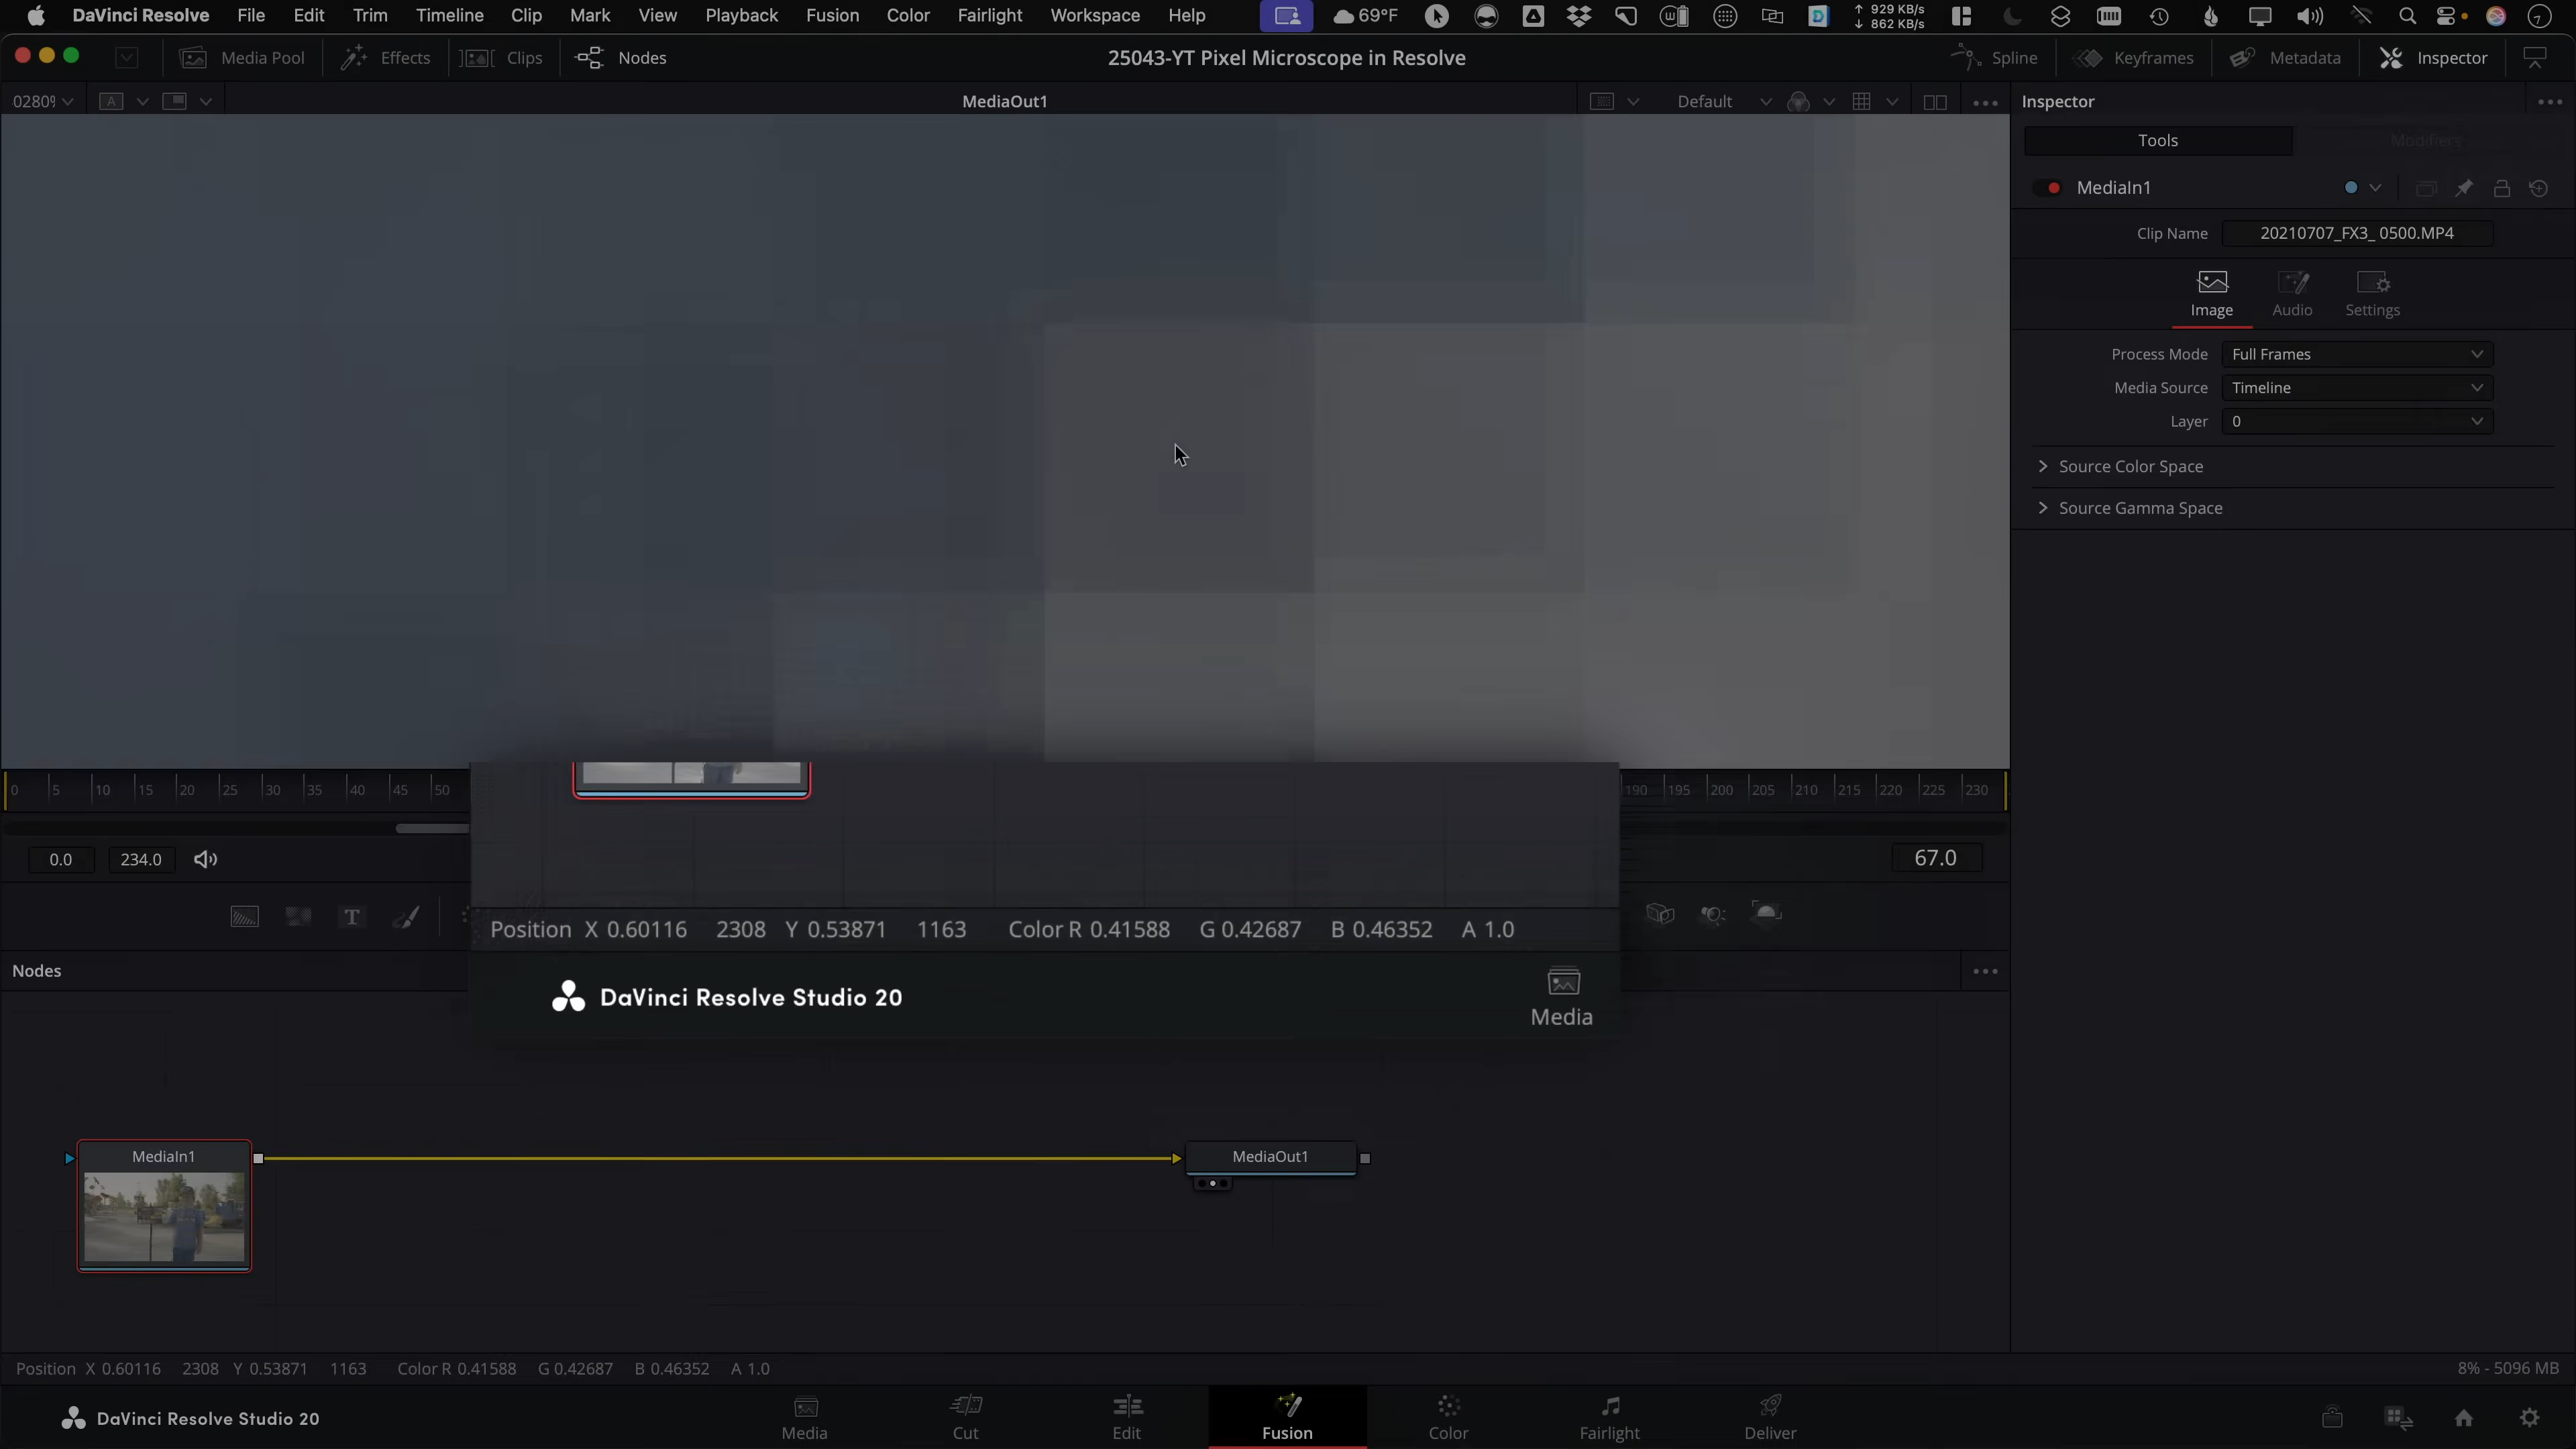 DaVinci Resolve File Edit Trim Timeline Clip Mark View Playback Fusion Color Fairlight Workspace Help 69°F 929 KB/s 862 KB/s
Media Pool Effects Clips Nodes 25043-YT Pixel Microscope in Resolve Spline Keyframes Metadata Inspector
0280% A MediaOut1 Default Inspector
Tools Modifiers
MediaIn1
Clip Name 20210707_FX3_ 0500.MP4
Image Audio Settings
Process Mode Full Frames
Media Source Timeline
Layer 0
Source Color Space
Source Gamma Space
0 5 10 15 20 25 30 35 40 45 50 190 195 200 205 210 215 220 225 230
0.0 234.0 67.0
T
Position X 0.60116 2308 Y 0.53871 1163 Color R 0.41588 G 0.42687 B 0.46352 A 1.0
Nodes
DaVinci Resolve Studio 20 Media
MediaIn1 MediaOut1
Position X 0.60116 2308 Y 0.53871 1163 Color R 0.41588 G 0.42687 B 0.46352 A 1.0 8% - 5096 MB
DaVinci Resolve Studio 20 Media Cut Edit Fusion Color Fairlight Deliver